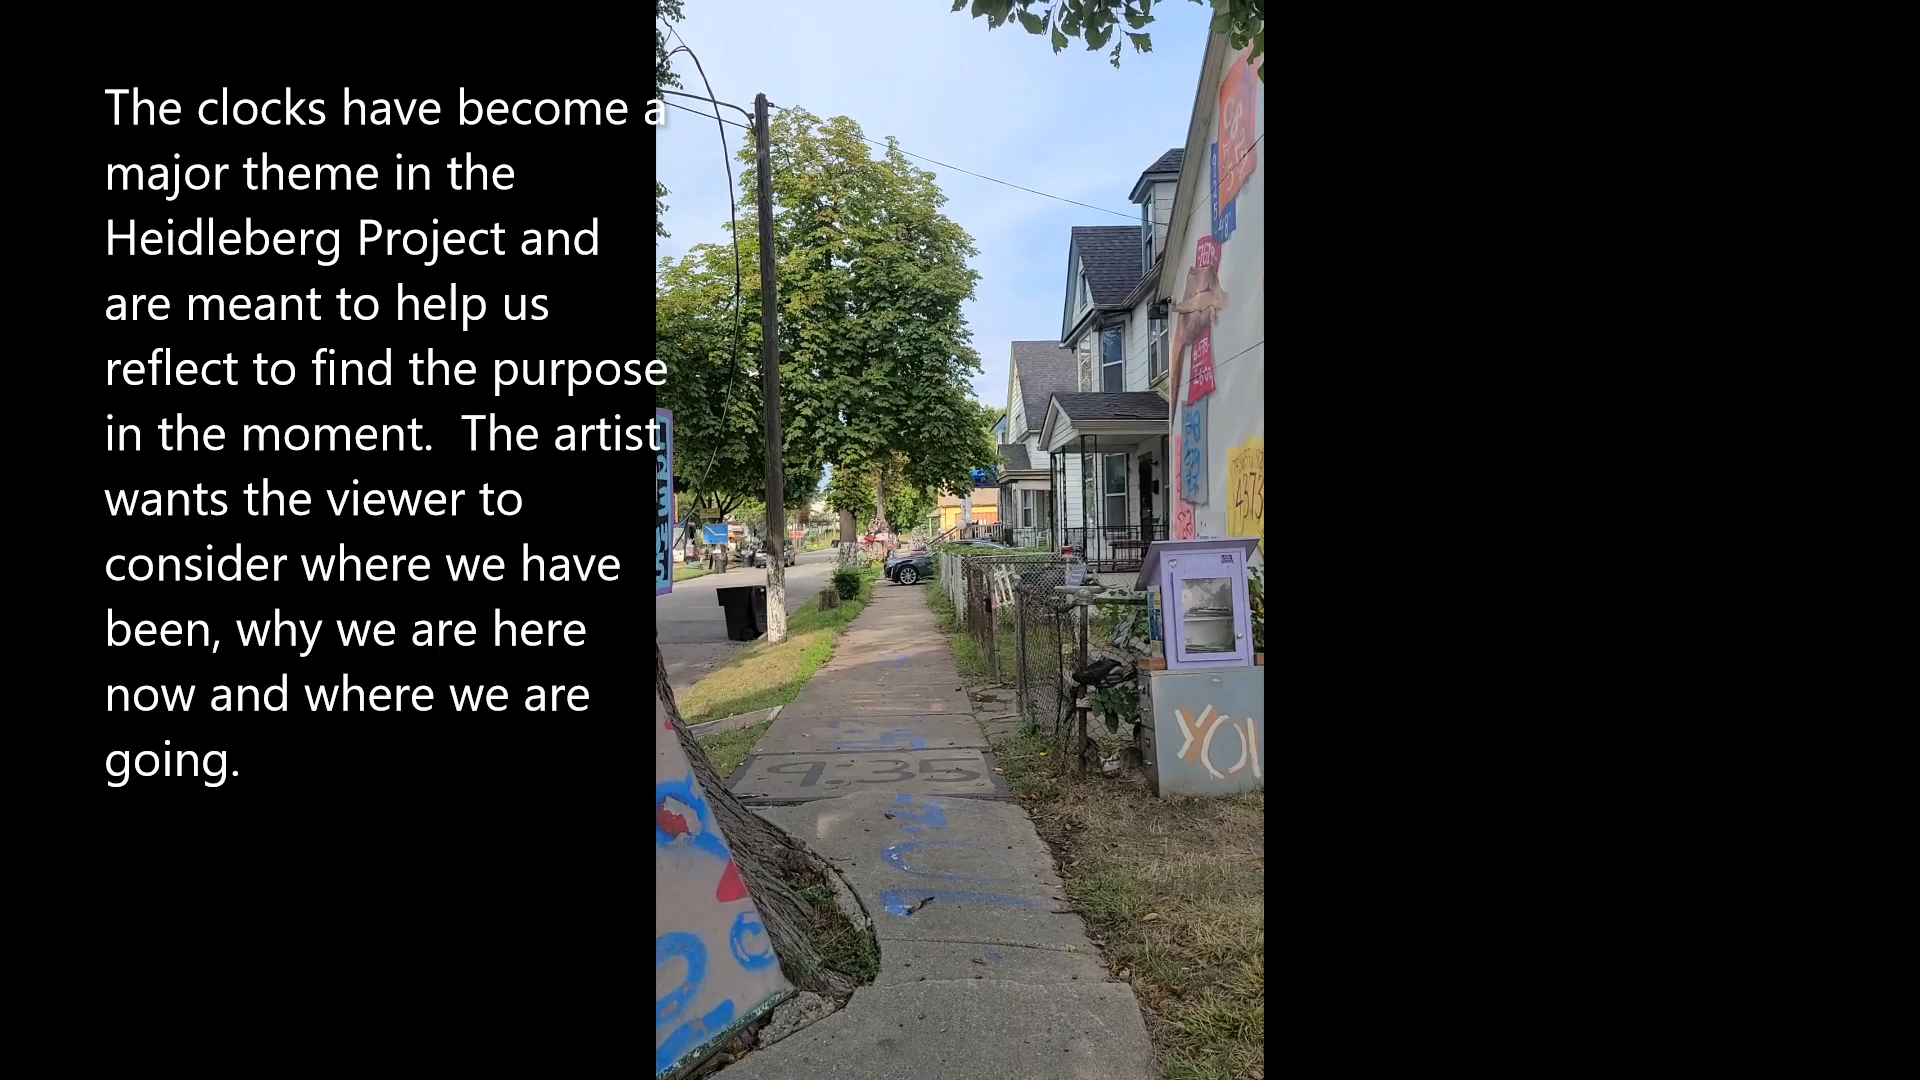 The clocks have become a
major theme in the
Heidleberg Project and
are meant to help us
reflect to find the purpose
in the moment.  The artist
wants the viewer to
consider where we have
been, why we are here
now and where we are
going.
9:35
YOU
4373